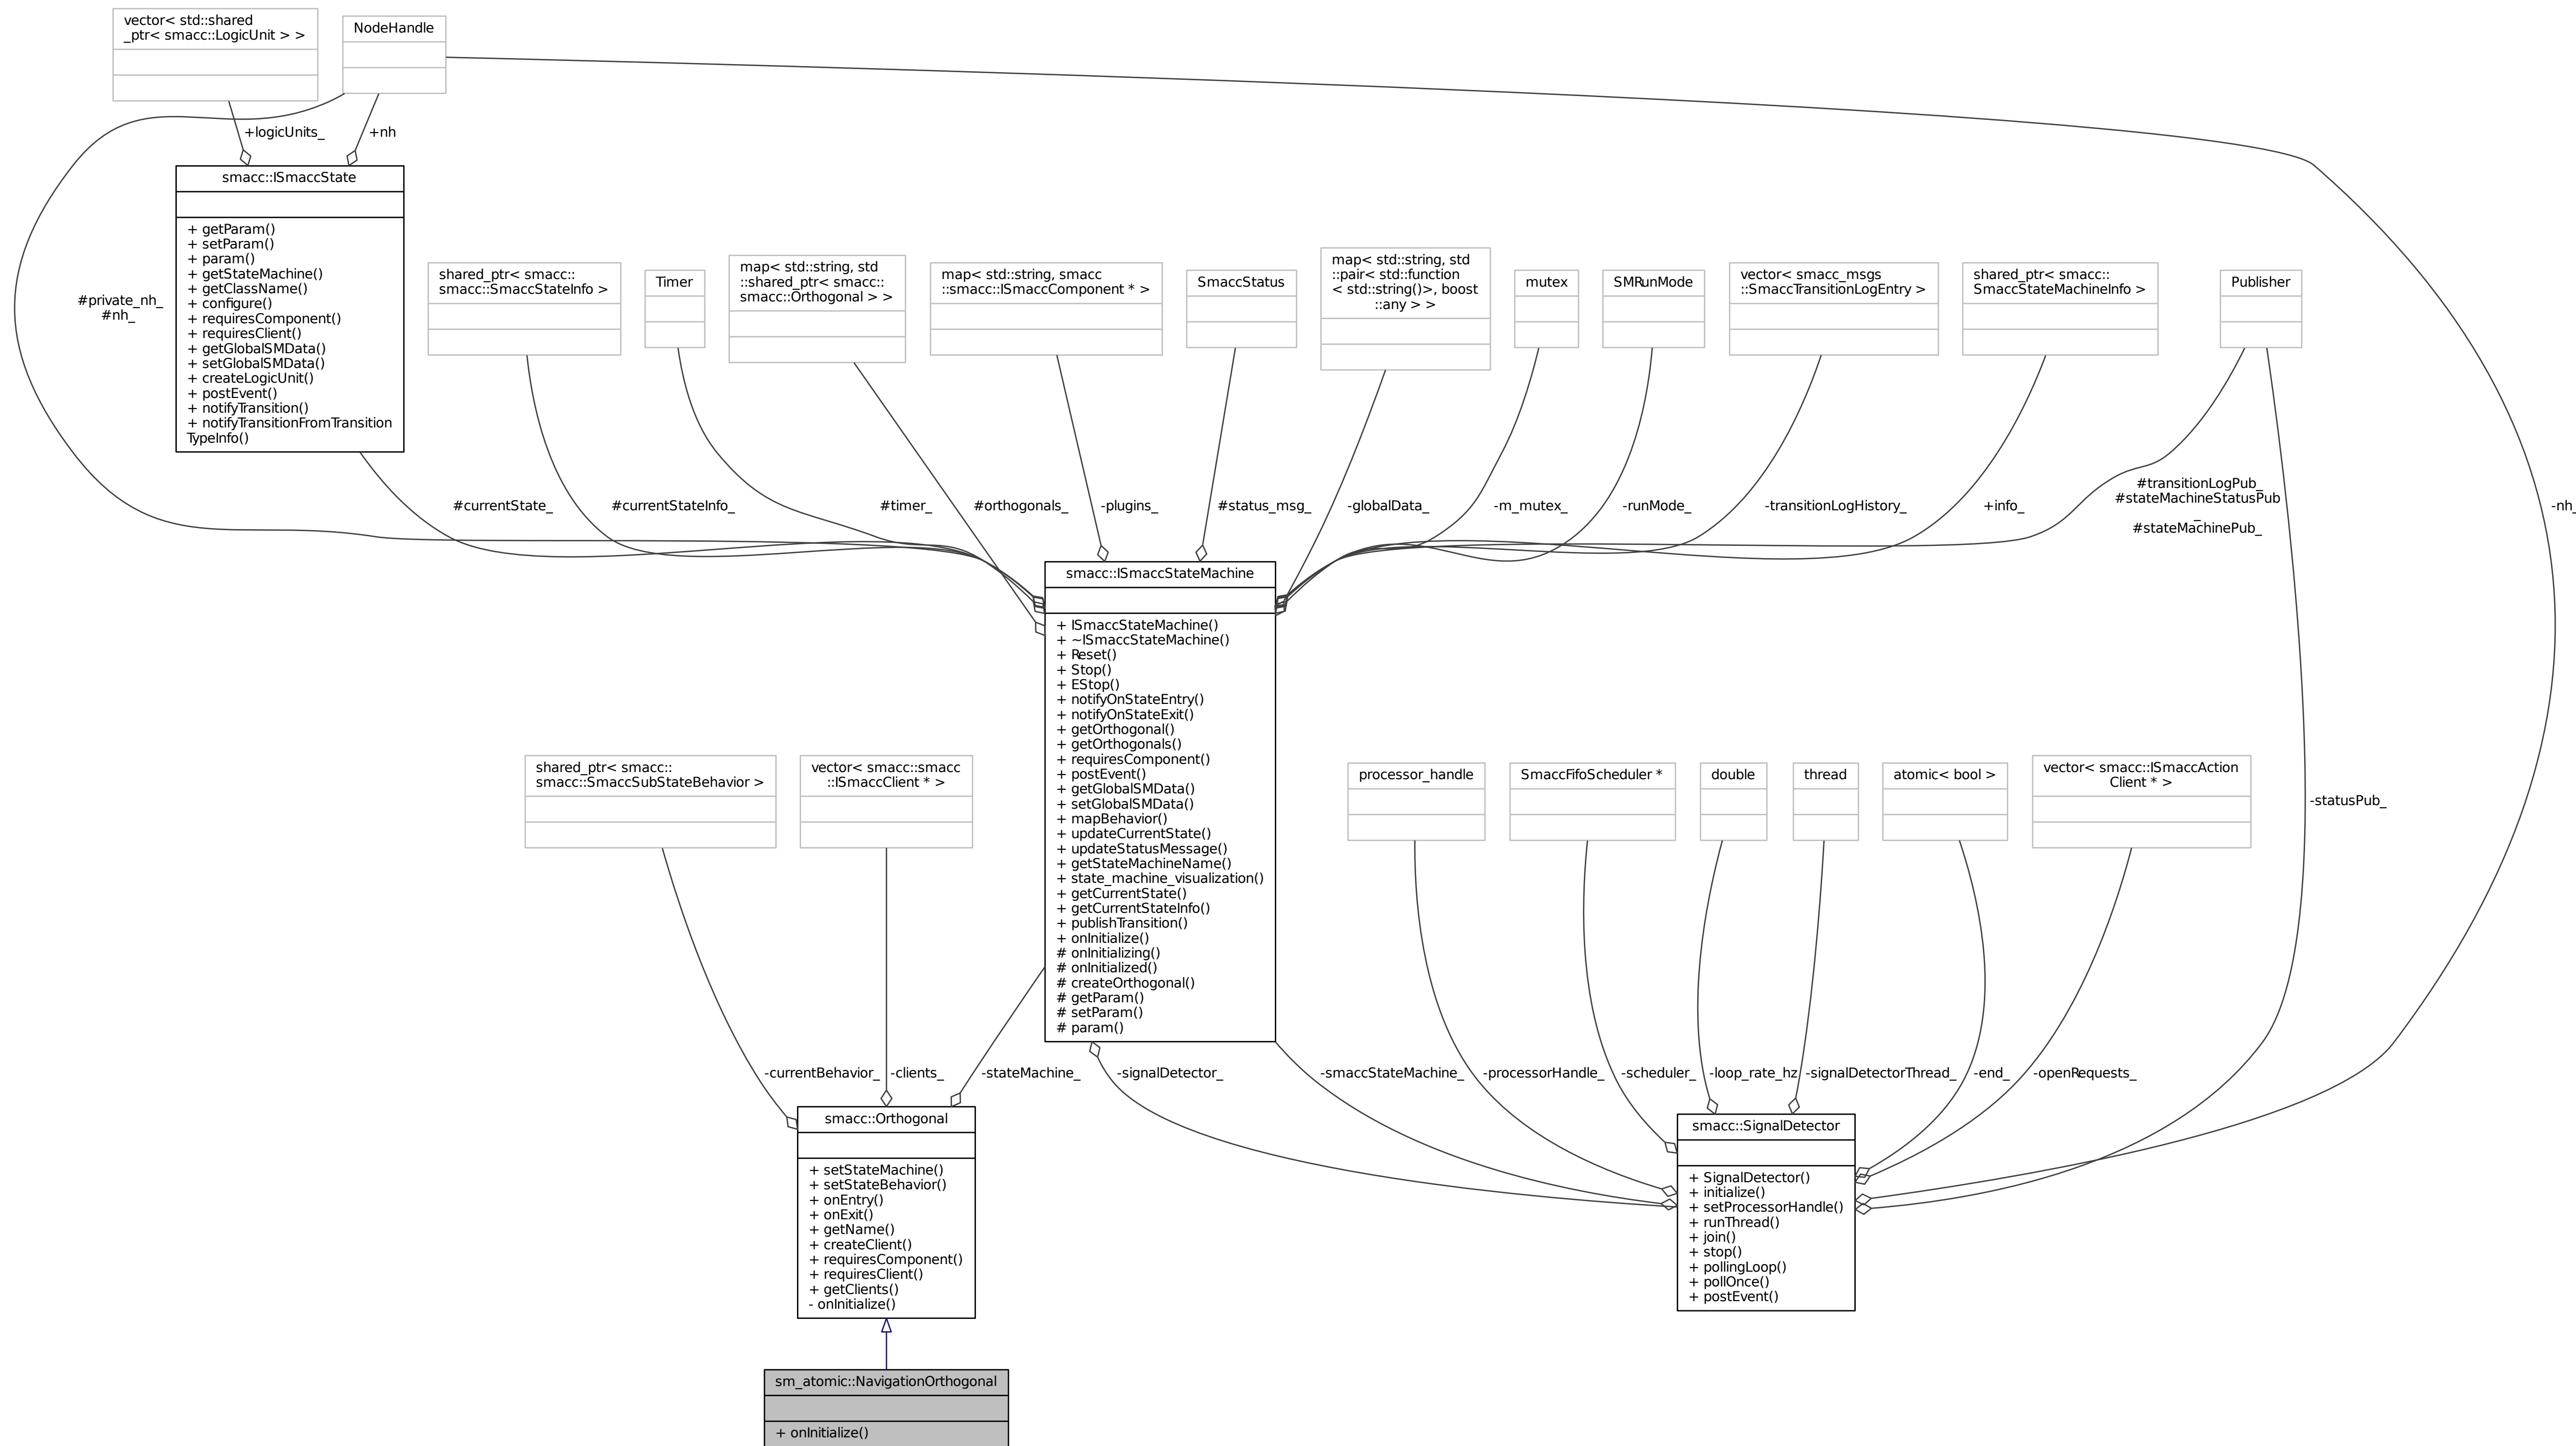 vector< std::shared
_ptr< smacc::LogicUnit > >
NodeHandle
+logicUnits_
+nh
smacc::ISmaccState
+ getParam()
+ setParam()
+ param()
+ getStateMachine()
+ getClassName()
+ configure()
+ requiresComponent()
+ requiresClient()
+ getGlobalSMData()
+ setGlobalSMData()
+ createLogicUnit()
+ postEvent()
+ notifyTransition()
+ notifyTransitionFromTransition
TypeInfo()
#private_nh_
#nh_
shared_ptr< smacc::
smacc::SmaccStateInfo >
Timer
map< std::string, std
::shared_ptr< smacc::
smacc::Orthogonal > >
map< std::string, smacc
::smacc::ISmaccComponent * >
SmaccStatus
map< std::string, std
::pair< std::function
< std::string()>, boost
::any > >
mutex
SMRunMode
vector< smacc_msgs
::SmaccTransitionLogEntry >
shared_ptr< smacc::
SmaccStateMachineInfo >
Publisher
#currentState_
#currentStateInfo_
#timer_
#orthogonals_
-plugins_
#status_msg_
-globalData_
-m_mutex_
-runMode_
-transitionLogHistory_
+info_
#transitionLogPub_
#stateMachineStatusPub
_
#stateMachinePub_
-nh_
smacc::ISmaccStateMachine
+ ISmaccStateMachine()
+ ~ISmaccStateMachine()
+ Reset()
+ Stop()
+ EStop()
+ notifyOnStateEntry()
+ notifyOnStateExit()
+ getOrthogonal()
+ getOrthogonals()
+ requiresComponent()
+ postEvent()
+ getGlobalSMData()
+ setGlobalSMData()
+ mapBehavior()
+ updateCurrentState()
+ updateStatusMessage()
+ getStateMachineName()
+ state_machine_visualization()
+ getCurrentState()
+ getCurrentStateInfo()
+ publishTransition()
+ onInitialize()
# onInitializing()
# onInitialized()
# createOrthogonal()
# getParam()
# setParam()
# param()
shared_ptr< smacc::
smacc::SmaccSubStateBehavior >
vector< smacc::smacc
::ISmaccClient * >
processor_handle
SmaccFifoScheduler *
double
thread
atomic< bool >
vector< smacc::ISmaccAction
Client * >
-statusPub_
-currentBehavior_
-clients_
-stateMachine_
-signalDetector_
-smaccStateMachine_
-processorHandle_
-scheduler_
-loop_rate_hz
-signalDetectorThread_
-end_
-openRequests_
smacc::Orthogonal
+ setStateMachine()
+ setStateBehavior()
+ onEntry()
+ onExit()
+ getName()
+ createClient()
+ requiresComponent()
+ requiresClient()
+ getClients()
- onInitialize()
smacc::SignalDetector
+ SignalDetector()
+ initialize()
+ setProcessorHandle()
+ runThread()
+ join()
+ stop()
+ pollingLoop()
+ pollOnce()
+ postEvent()
sm_atomic::NavigationOrthogonal
+ onInitialize()